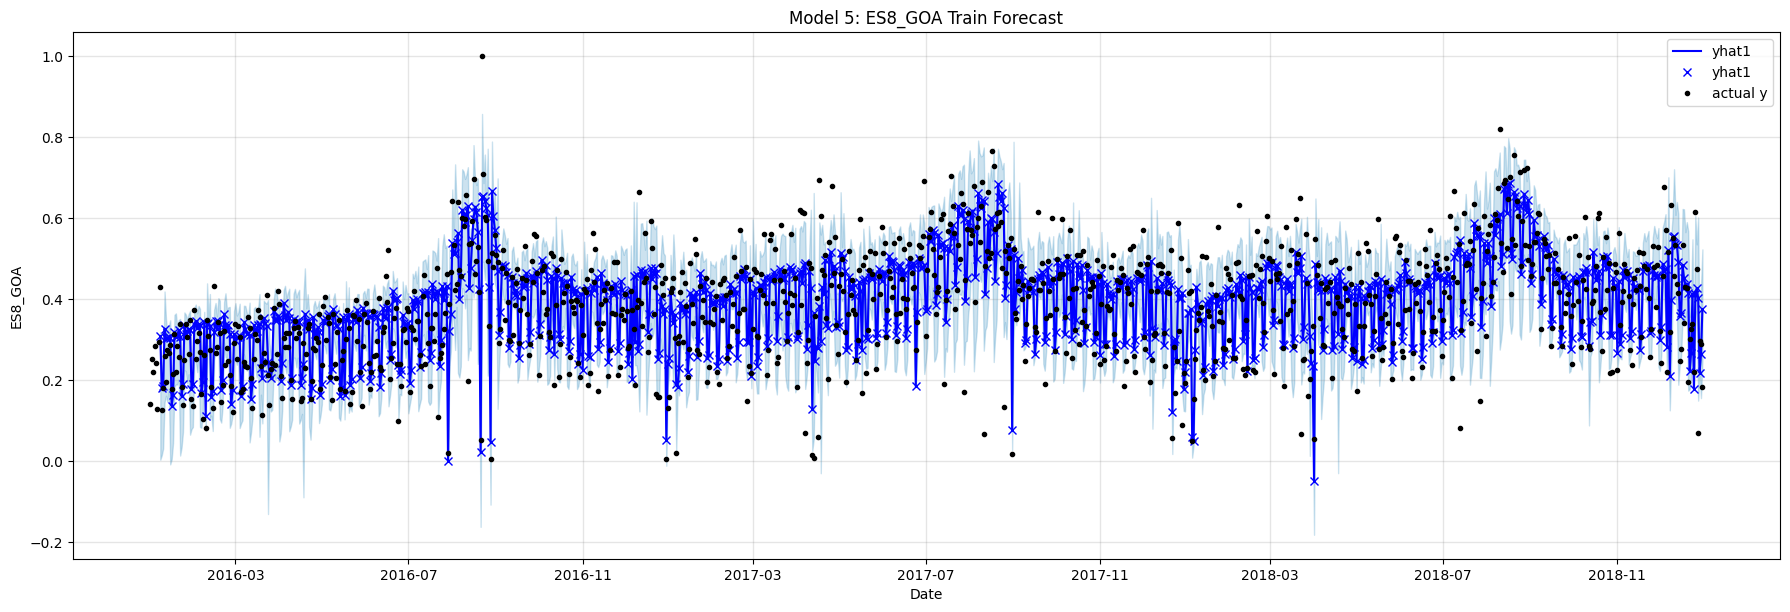 Model 5: ES8_GOA Train Forecast
yhat1
yhat1
actual y
1.0
0.8
0.6
0.4
0.2
0.0
−0.2
ES8_GOA
2016-03
2016-07
2016-11
2017-03
2017-07
2017-11
2018-03
2018-07
2018-11
Date